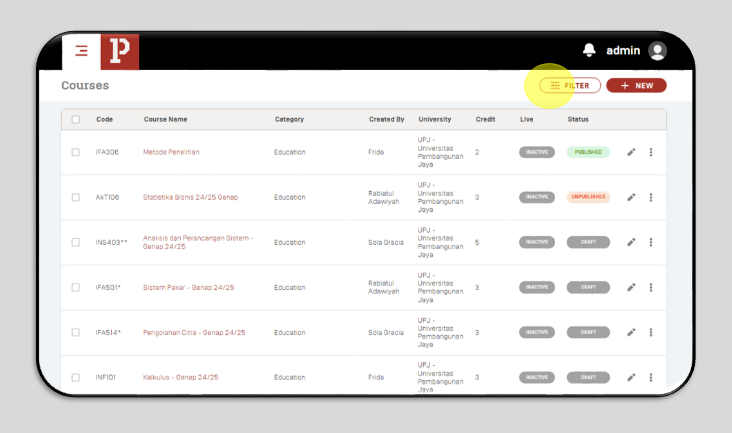 P
admin
Courses
FILTER
+ NEW
Code Course Name Category Created By University Credit Live Status
IFA306 Metode Penelitian Education Frida UPJ - Universitas Pembangunan Jaya 2 INACTIVE PUBLISHED
AKT106 Statistika Bisnis 24/25 Genap Education Rabiatul Adawiyah UPJ - Universitas Pembangunan Jaya 3 INACTIVE UNPUBLISHED
INS403** Analisis dan Perancangan Sistem - Genap 24/25 Education Sola Gracia UPJ - Universitas Pembangunan Jaya 5 INACTIVE DRAFT
IFA501* Sistem Pakar - Genap 24/25 Education Rabiatul Adawiyah UPJ - Universitas Pembangunan Jaya 3 INACTIVE DRAFT
IFA514* Pengolahan Citra - Genap 24/25 Education Sola Gracia UPJ - Universitas Pembangunan Jaya 3 INACTIVE DRAFT
INF101 Kalkulus - Genap 24/25 Education Frida UPJ - Universitas Pembangunan Jaya 3 INACTIVE DRAFT